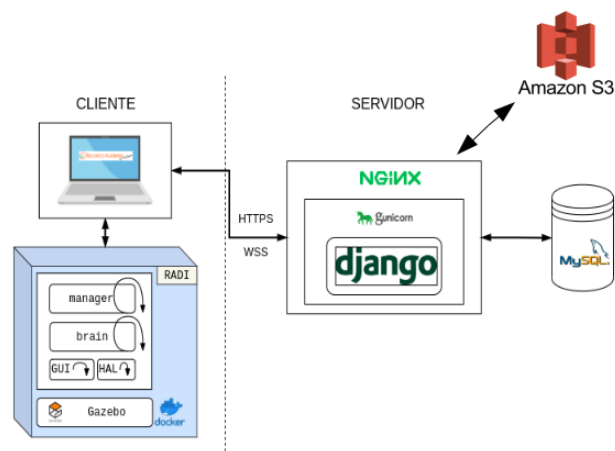 Amazon S3
CLIENTE
SERVIDOR
NGINX
gunicorn
django
HTTPS
WSS
MySQL
RADI
manager
brain
GUI
HAL
Gazebo
docker